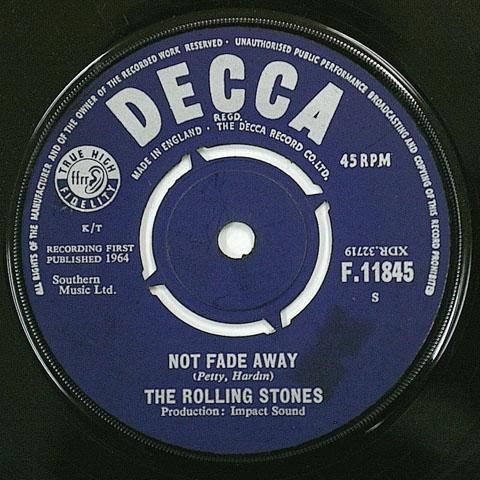 ALL RIGHTS OF THE MANUFACTURER AND OF THE OWNER OF THE RECORDED WORK RESERVED · UNAUTHORISED PUBLIC PERFORMANCE BROADCASTING AND COPYING OF THIS RECORD PROHIBITED
DECCA
REGD.
MADE IN ENGLAND · THE DECCA RECORD CO. LTD.
TRUE HIGH
ffrr
FIDELITY
45 RPM
K/T
RECORDING FIRST
PUBLISHED 1964
Southern
Music Ltd.
XDR.32719
F.11845
S
NOT FADE AWAY
(Petty, Hardin)
THE ROLLING STONES
Production: Impact Sound